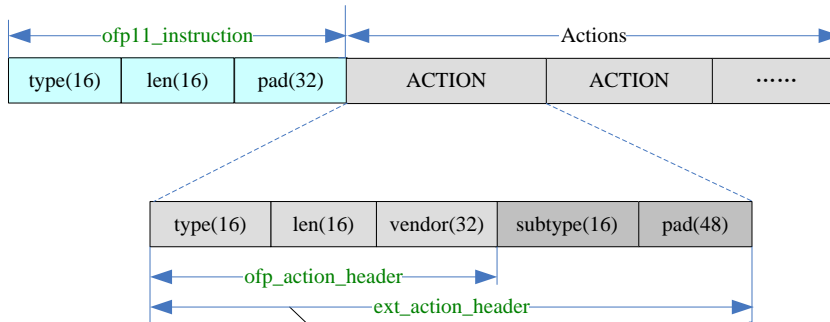 ofp11_instruction Actions
type(16) len(16) pad(32) ACTION ACTION ……
type(16) len(16) vendor(32) subtype(16) pad(48)
ofp_action_header
ext_action_header